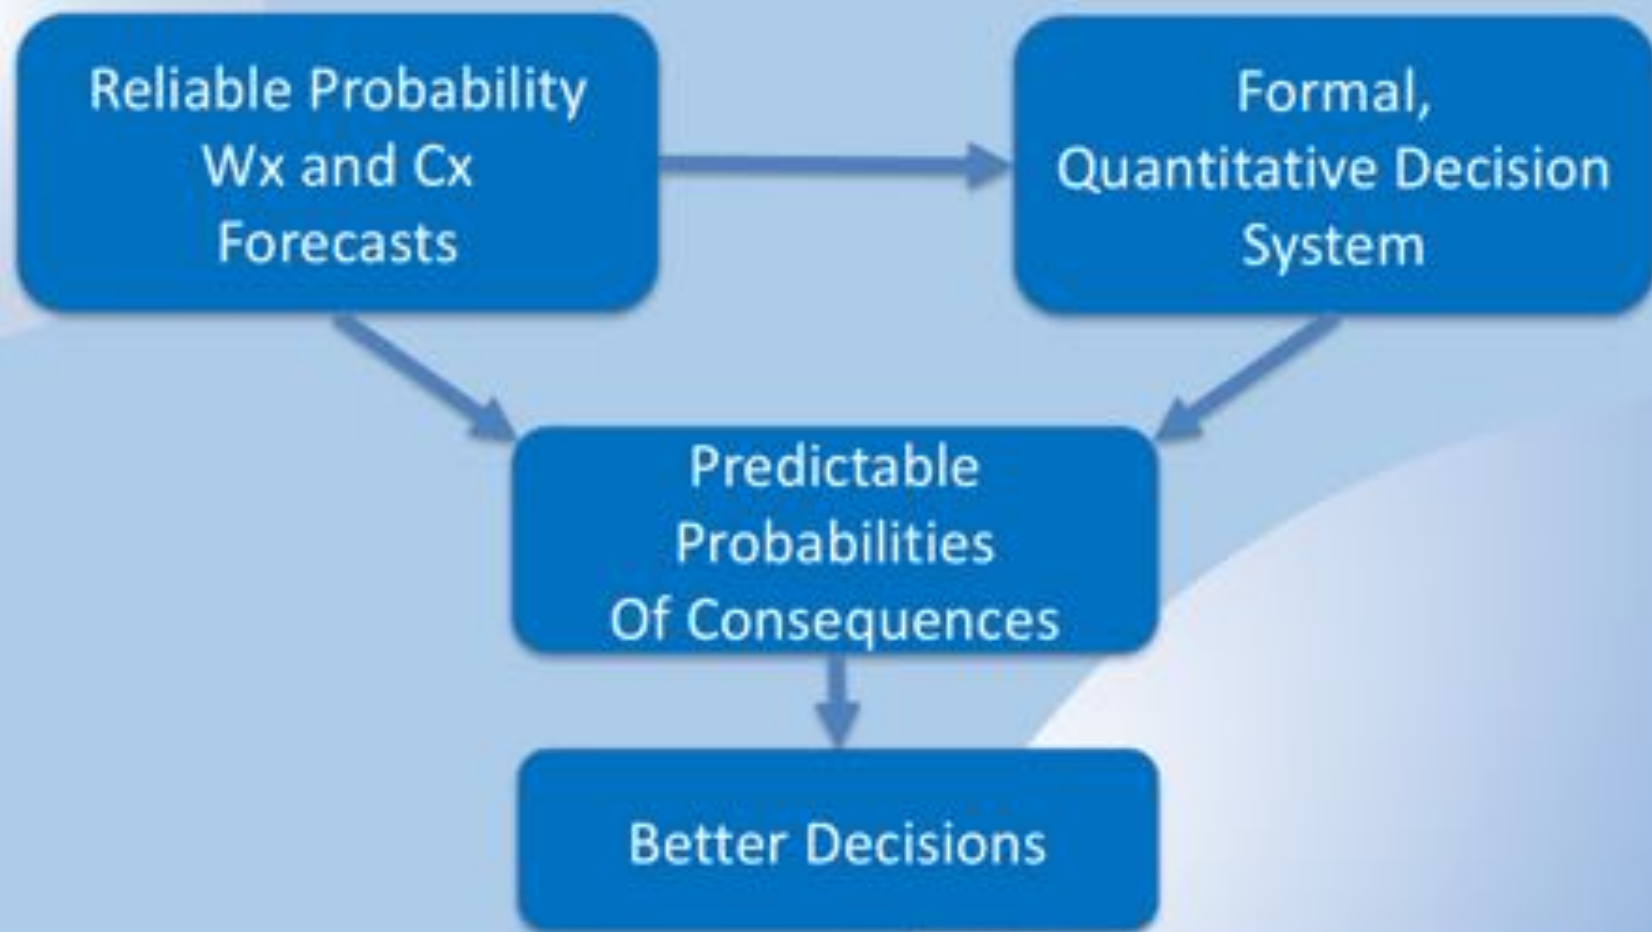 Reliable Probability
Wx and Cx
Forecasts
Formal,
Quantitative Decision
System
Predictable
Probabilities
Of Consequences
Better Decisions